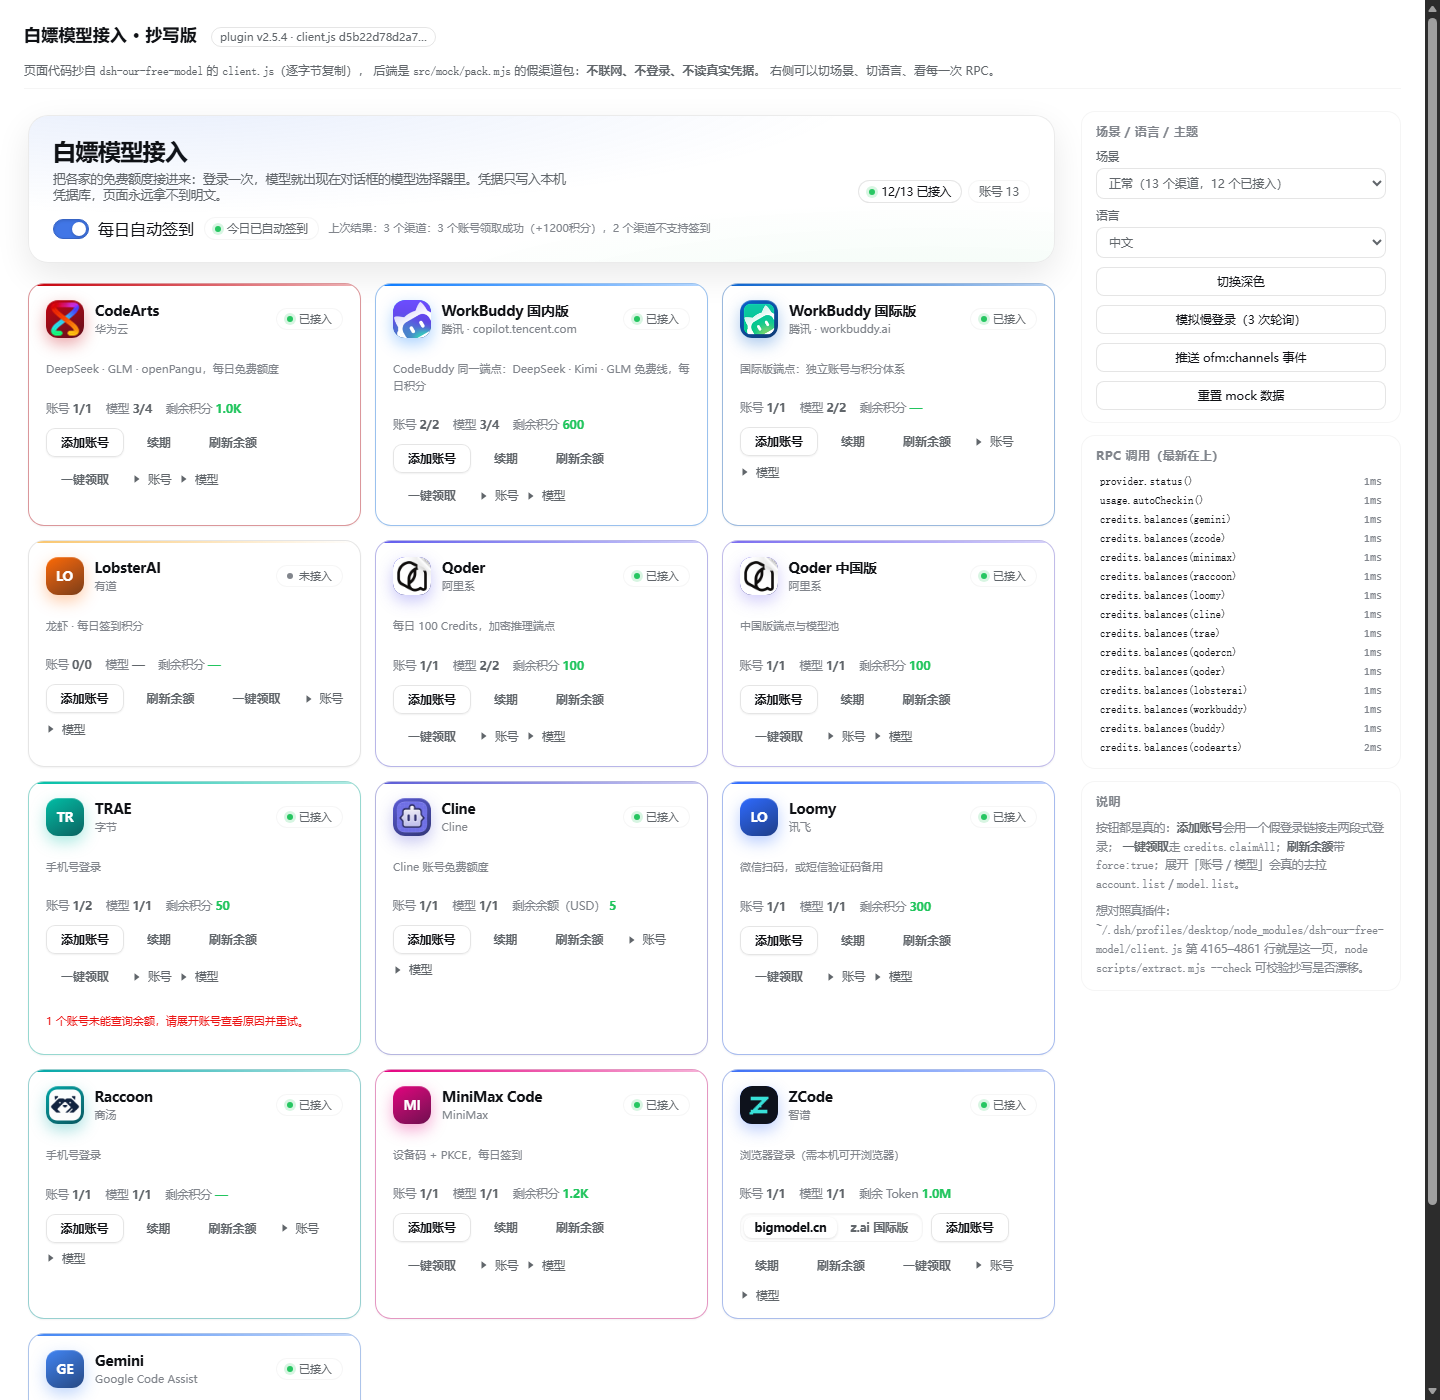 白嫖模型接入 • 抄写版
plugin v2.5.4 · client.js d5b22d78d2a7...
页面代码抄自 dsh-our-free-model 的 client.js（逐字节复制），后端是 src/mock/pack.mjs 的假渠道包：不联网、不登录、不读真实凭据。 右侧可以切场景、切语言、看每一次 RPC。
白嫖模型接入
把各家的免费额度接进来：登录一次，模型就出现在对话框的模型选择器里。凭据只写入本机
凭据库，页面永远拿不到明文。
12/13 已接入
账号 13
每日自动签到
今日已自动签到
上次结果：3 个渠道：3 个账号领取成功（+1200积分），2 个渠道不支持签到
CodeArts
华为云
已接入
DeepSeek · GLM · openPangu，每日免费额度
账号 1/1 模型 3/4 剩余积分 1.0K
添加账号 续期 刷新余额
一键领取 账号 模型
WorkBuddy 国内版
腾讯 · copilot.tencent.com
已接入
CodeBuddy 同一端点：DeepSeek · Kimi · GLM 免费线，每
日积分
账号 2/2 模型 3/4 剩余积分 600
添加账号 续期 刷新余额
一键领取 账号 模型
WorkBuddy 国际版
腾讯 · workbuddy.ai
已接入
国际版端点：独立账号与积分体系
账号 1/1 模型 2/2 剩余积分 —
添加账号 续期 刷新余额 账号
模型
LO
LobsterAI
有道
未接入
龙虾 · 每日签到积分
账号 0/0 模型 — 剩余积分 —
添加账号 刷新余额 一键领取 账号
模型
Qoder
阿里系
已接入
每日 100 Credits，加密推理端点
账号 1/1 模型 2/2 剩余积分 100
添加账号 续期 刷新余额
一键领取 账号 模型
Qoder 中国版
阿里系
已接入
中国版端点与模型池
账号 1/1 模型 1/1 剩余积分 100
添加账号 续期 刷新余额
一键领取 账号 模型
TR
TRAE
字节
已接入
手机号登录
账号 1/2 模型 1/1 剩余积分 50
添加账号 续期 刷新余额
一键领取 账号 模型
1 个账号未能查询余额，请展开账号查看原因并重试。
Cline
Cline
已接入
Cline 账号免费额度
账号 1/1 模型 1/1 剩余余额（USD） 5
添加账号 续期 刷新余额 账号
模型
LO
Loomy
讯飞
已接入
微信扫码，或短信验证码备用
账号 1/1 模型 1/1 剩余积分 300
添加账号 续期 刷新余额
一键领取 账号 模型
Raccoon
商汤
已接入
手机号登录
账号 1/1 模型 1/1 剩余积分 —
添加账号 续期 刷新余额 账号
模型
MI
MiniMax Code
MiniMax
已接入
设备码 + PKCE，每日签到
账号 1/1 模型 1/1 剩余积分 1.2K
添加账号 续期 刷新余额
一键领取 账号 模型
ZCode
智谱
已接入
浏览器登录（需本机可开浏览器）
账号 1/1 模型 1/1 剩余 Token 1.0M
bigmodel.cn z.ai 国际版 添加账号
续期 刷新余额 一键领取 账号
模型
GE
Gemini
Google Code Assist
已接入
场景 / 语言 / 主题
场景
正常（13 个渠道，12 个已接入）
语言
中文
切换深色
模拟慢登录（3 次轮询）
推送 ofm:channels 事件
重置 mock 数据
RPC 调用（最新在上）
provider.status() 1ms
usage.autoCheckin() 1ms
credits.balances(gemini) 1ms
credits.balances(zcode) 1ms
credits.balances(minimax) 1ms
credits.balances(raccoon) 1ms
credits.balances(loomy) 1ms
credits.balances(cline) 1ms
credits.balances(trae) 1ms
credits.balances(qodercn) 1ms
credits.balances(qoder) 1ms
credits.balances(lobsterai) 1ms
credits.balances(workbuddy) 1ms
credits.balances(buddy) 1ms
credits.balances(codearts) 2ms
说明
按钮都是真的：添加账号会用一个假登录链接走两段式登
录； 一键领取走 credits.claimAll；刷新余额带
force:true；展开「账号 / 模型」会真的去拉
account.list / model.list。
想对照真插件：
~/.dsh/profiles/desktop/node_modules/dsh-our-free-
model/client.js 第 4165–4861 行就是这一页，node
scripts/extract.mjs --check 可校验抄写是否漂移。